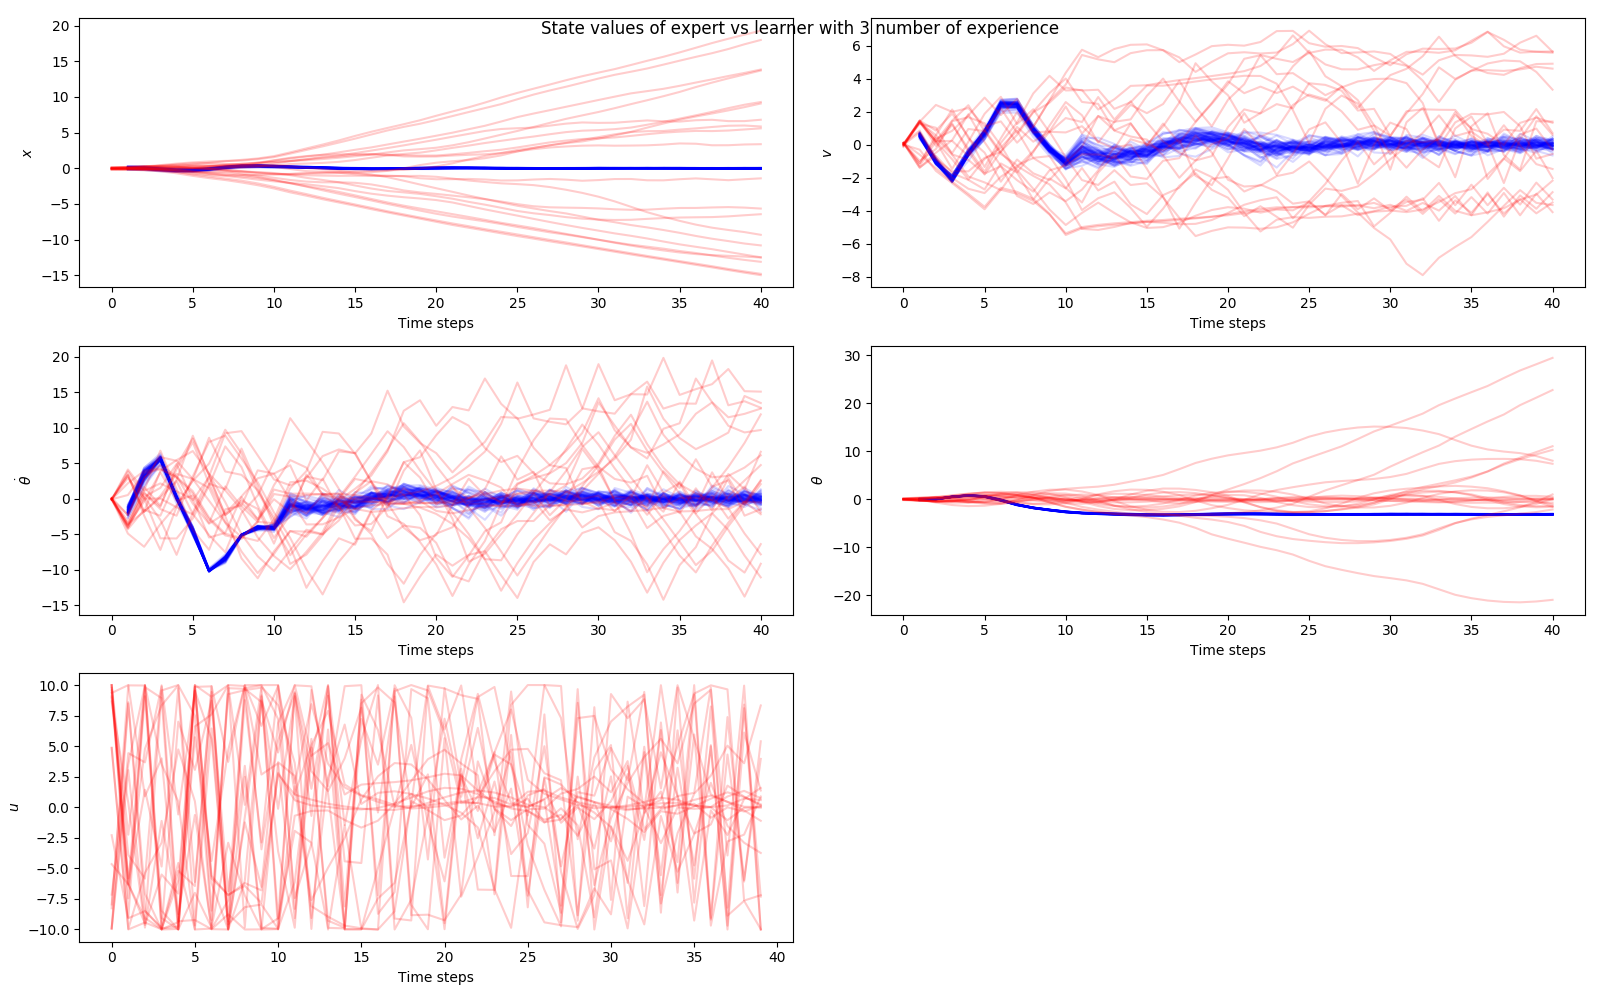 State values of expert vs learner with 3 number of experience
20
15
10
5
0
−5
−10
−15
x
0 5 10 15 20 25 30 35 40
Time steps
6
4
2
0
−2
−4
−6
−8
v
0 5 10 15 20 25 30 35 40
Time steps
20
15
10
5
0
−5
−10
−15
θ̇
0 5 10 15 20 25 30 35 40
Time steps
30
20
10
0
−10
−20
θ
0 5 10 15 20 25 30 35 40
Time steps
10.0
7.5
5.0
2.5
0.0
−2.5
−5.0
−7.5
−10.0
u
0 5 10 15 20 25 30 35 40
Time steps